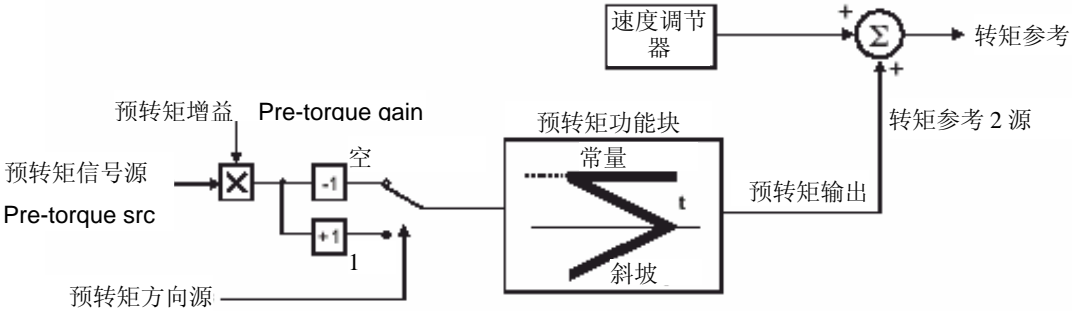 速度调节
器
+
Σ
+
转矩参考
预转矩增益 Pre-torque gain
预转矩功能块
转矩参考 2 源
预转矩信号源
Pre-torque src
×
-1
空
+1
1
常量
t
斜坡
预转矩输出
预转矩方向源